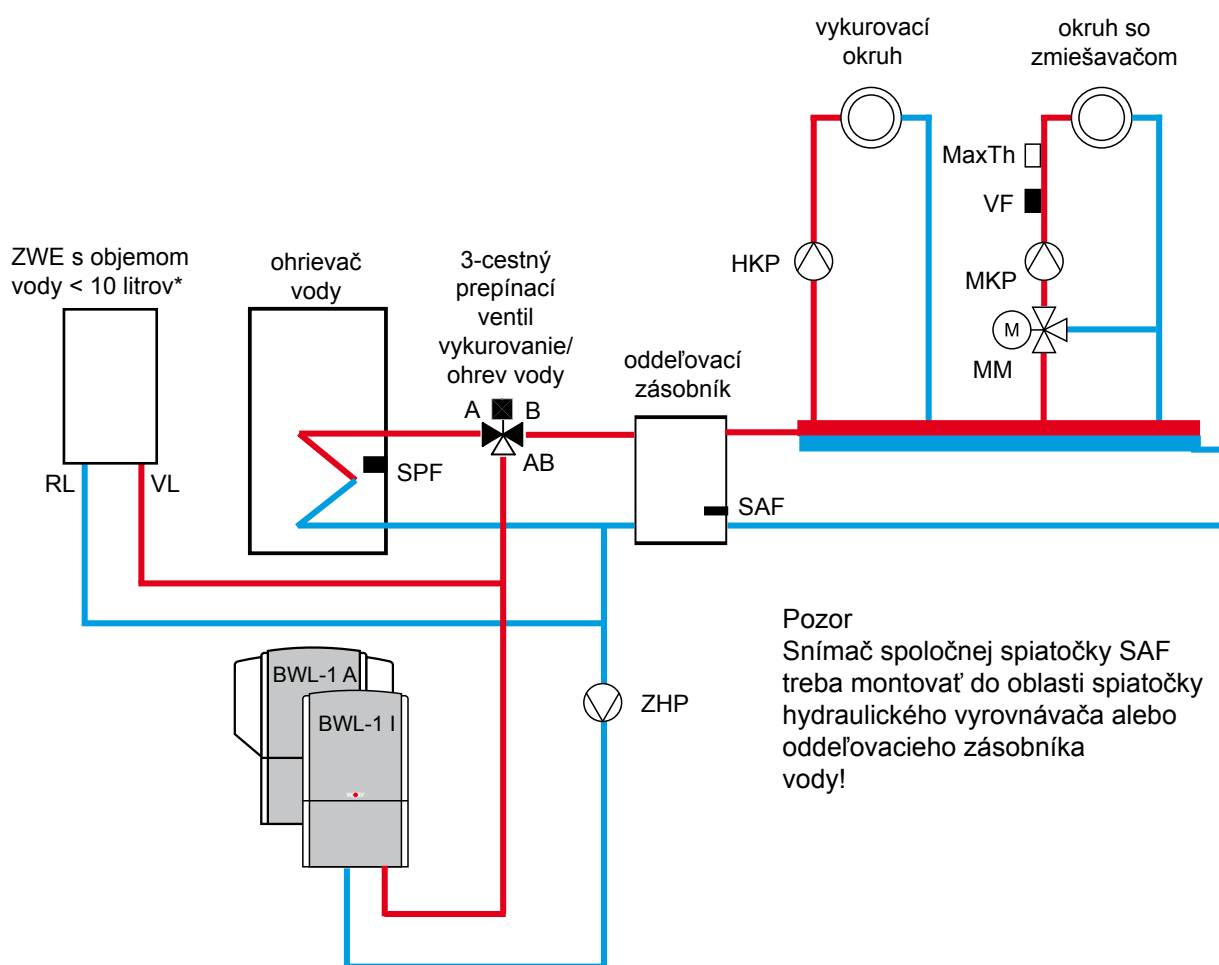 vykurovací
okruh
okruh so
zmiešavačom
MaxTh
VF
HKP
MKP
M
MM
ZWE s objemom
vody < 10 litrov*
ohrievač
vody
3-cestný
prepínací
ventil
vykurovanie/
ohrev vody
oddeľovací
zásobník
A
B
AB
RL
VL
SPF
SAF
BWL-1 A
BWL-1 I
ZHP
Pozor
Snímač spoločnej spiatočky SAF
treba montovať do oblasti spiatočky
hydraulického vyrovnávača alebo
oddeľovacieho zásobníka
vody!